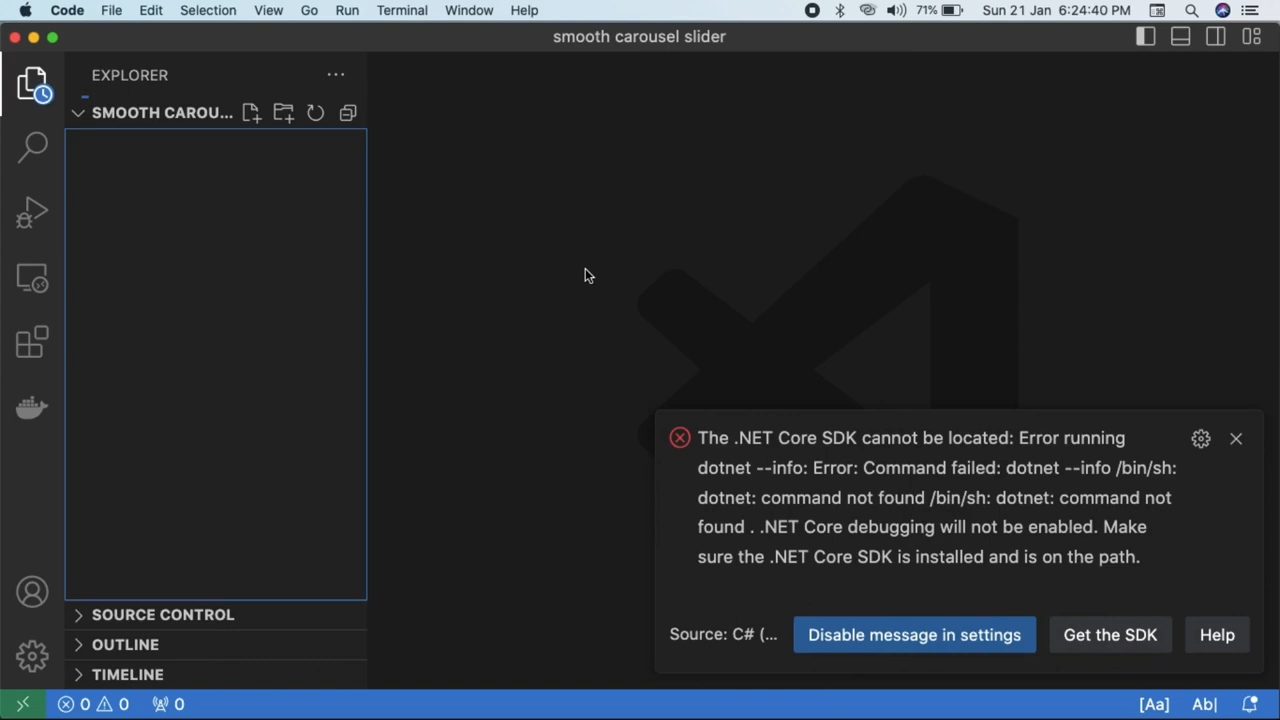 Code File Edit Selection View Go Run Terminal Window Help 71% Sun 21 Jan 6:24:40 PM
smooth carousel slider
EXPLORER
SMOOTH CAROU...
The .NET Core SDK cannot be located: Error running
dotnet --info: Error: Command failed: dotnet --info /bin/sh:
dotnet: command not found /bin/sh: dotnet: command not
found . .NET Core debugging will not be enabled. Make
sure the .NET Core SDK is installed and is on the path.
Source: C# (... Disable message in settings Get the SDK Help
SOURCE CONTROL
OUTLINE
TIMELINE
0 0 0 [Aa] Ab|